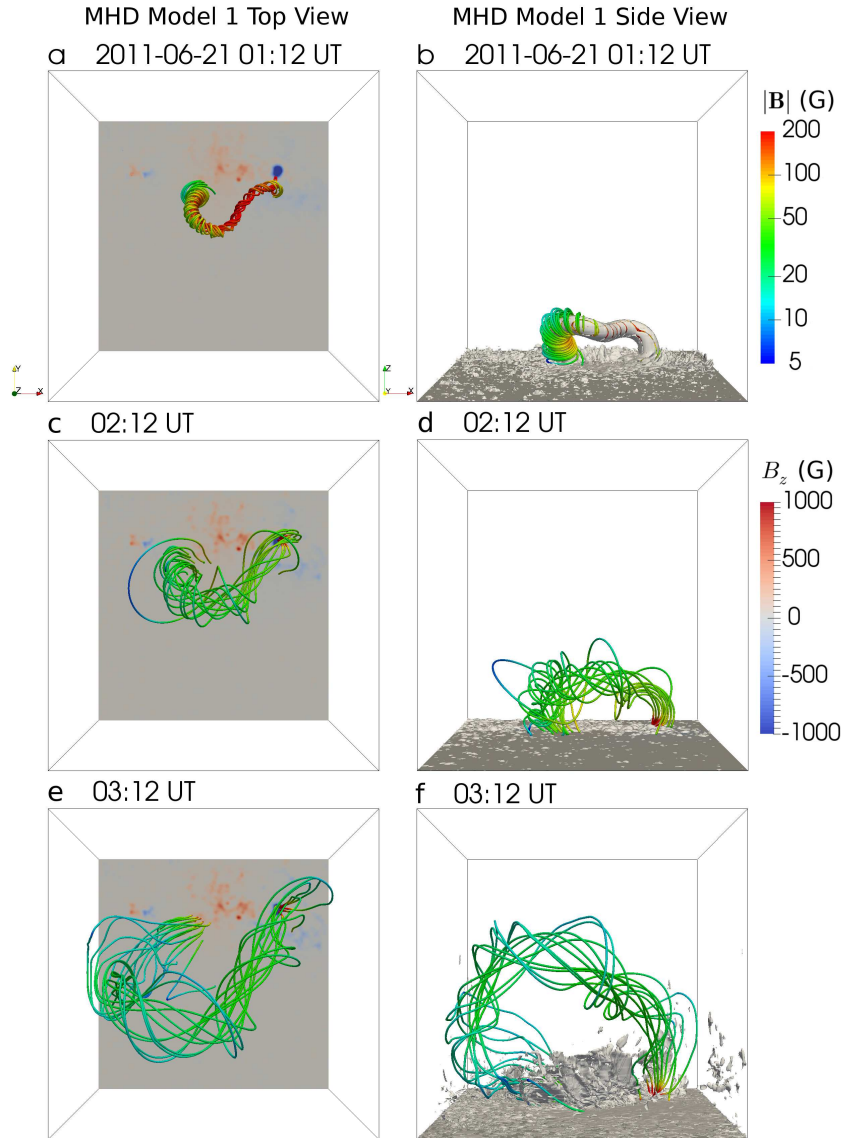 MHD Model 1 Top View
MHD Model 1 Side View
a 2011-06-21 01:12 UT
b 2011-06-21 01:12 UT
|B| (G)
200
100
50
20
10
5
Y
Z
X
Z
Y
X
c 02:12 UT
d 02:12 UT
B_z (G)
1000
500
0
-500
-1000
e 03:12 UT
f 03:12 UT